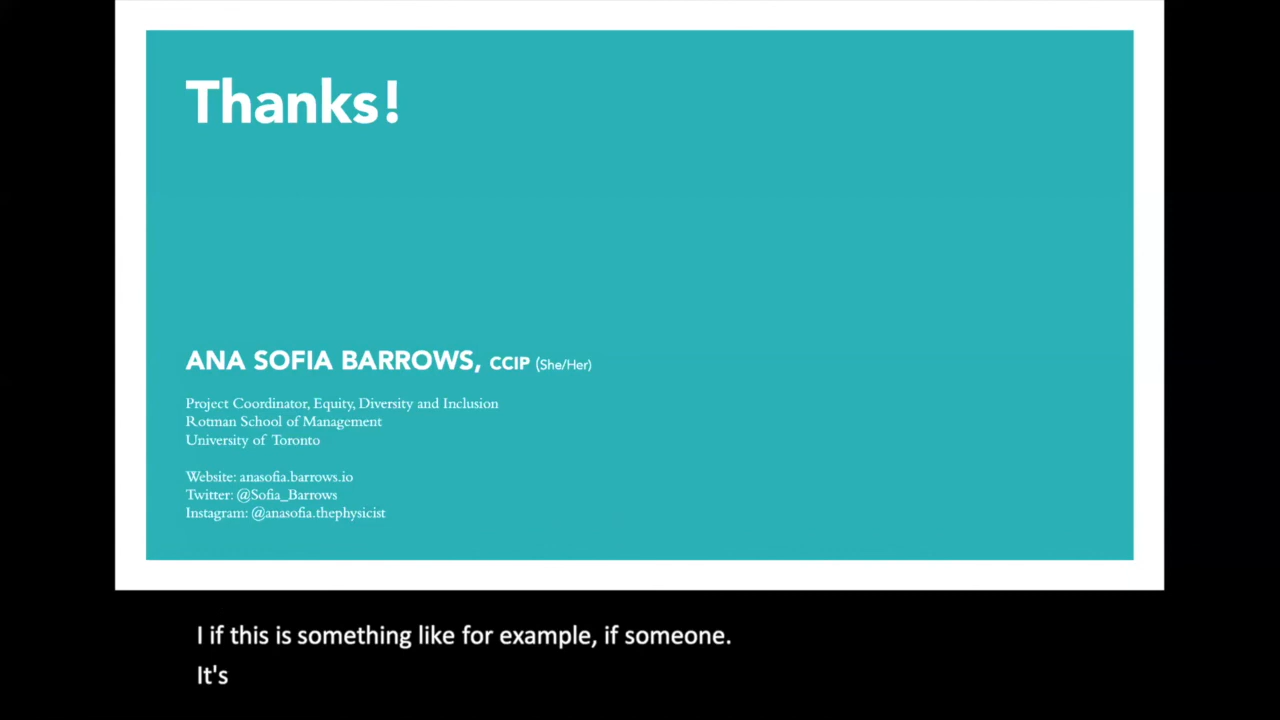 Thanks!
ANA SOFIA BARROWS, CCIP (She/Her)
Project Coordinator, Equity, Diversity and Inclusion
Rotman School of Management
University of Toronto
Website: anasofia.barrows.io
Twitter: @Sofia_Barrows
Instagram: @anasofia.thephysicist
I if this is something like for example, if someone.
It's